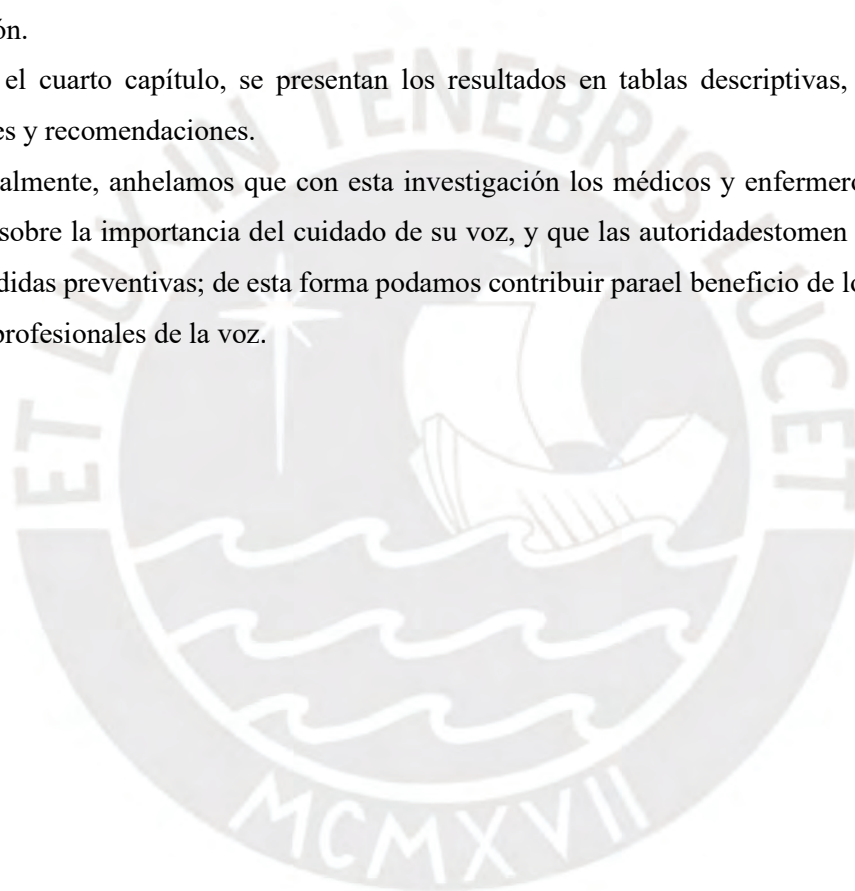 ón.
el cuarto capítulo, se presentan los resultados en tablas descriptivas,
es y recomendaciones.
almente, anhelamos que con esta investigación los médicos y enfermero
sobre la importancia del cuidado de su voz, y que las autoridadestomen
didas preventivas; de esta forma podamos contribuir parael beneficio de lo
profesionales de la voz.
ET LUX IN TENEBRIS LUCET
MCMXVII